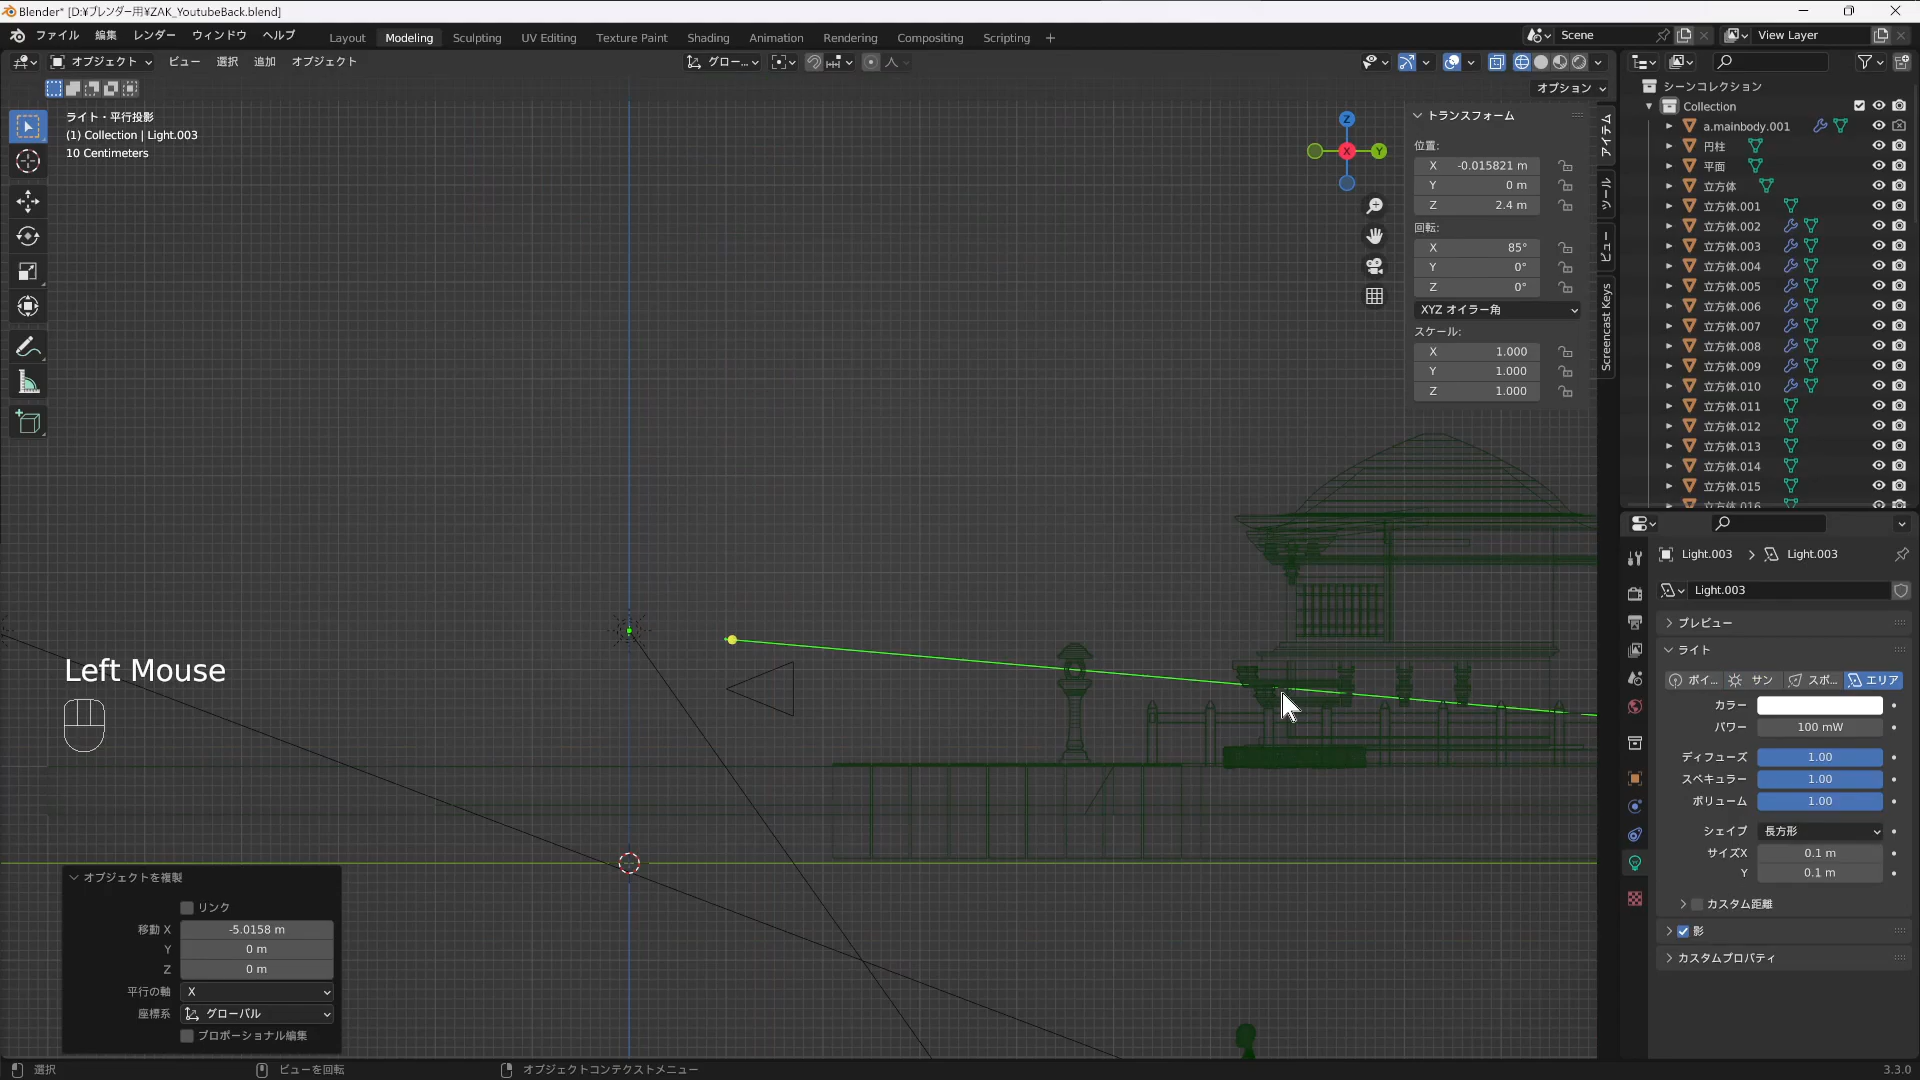 Blender* [D:¥ブレンダー用¥ZAK_YoutubeBack.blend]
ファイル 編集 レンダー ウィンドウ ヘルプ Layout Modeling Sculpting UV Editing Texture Paint Shading Animation Rendering Compositing Scripting + Scene View Layer
オブジェクト ビュー 選択 追加 オブジェクト グロー...
オプション
ライト・平行投影
(1) Collection | Light.003
10 Centimeters
Z
X
Y
トランスフォーム
位置:
X -0.015821 m
Y 0 m
Z 2.4 m
回転:
X 85°
Y 0°
Z 0°
XYZ オイラー角
スケール:
X 1.000
Y 1.000
Z 1.000
アイテム
ツール
ビュー
Screencast Keys
シーンコレクション
Collection
a.mainbody.001
円柱
平面
立方体
立方体.001
立方体.002
立方体.003
立方体.004
立方体.005
立方体.006
立方体.007
立方体.008
立方体.009
立方体.010
立方体.011
立方体.012
立方体.013
立方体.014
立方体.015
立方体.016
Light.003 > Light.003
Light.003
プレビュー
ライト
ポイ... サン スポ... エリア
カラー
パワー 100 mW
ディフューズ 1.00
スペキュラー 1.00
ボリューム 1.00
シェイプ 長方形
サイズX 0.1 m
Y 0.1 m
カスタム距離
影
カスタムプロパティ
Left Mouse
オブジェクトを複製
リンク
移動 X -5.0158 m
Y 0 m
Z 0 m
平行の軸 X
座標系 グローバル
プロポーショナル編集
選択 ビューを回転 オブジェクトコンテクストメニュー 3.3.0